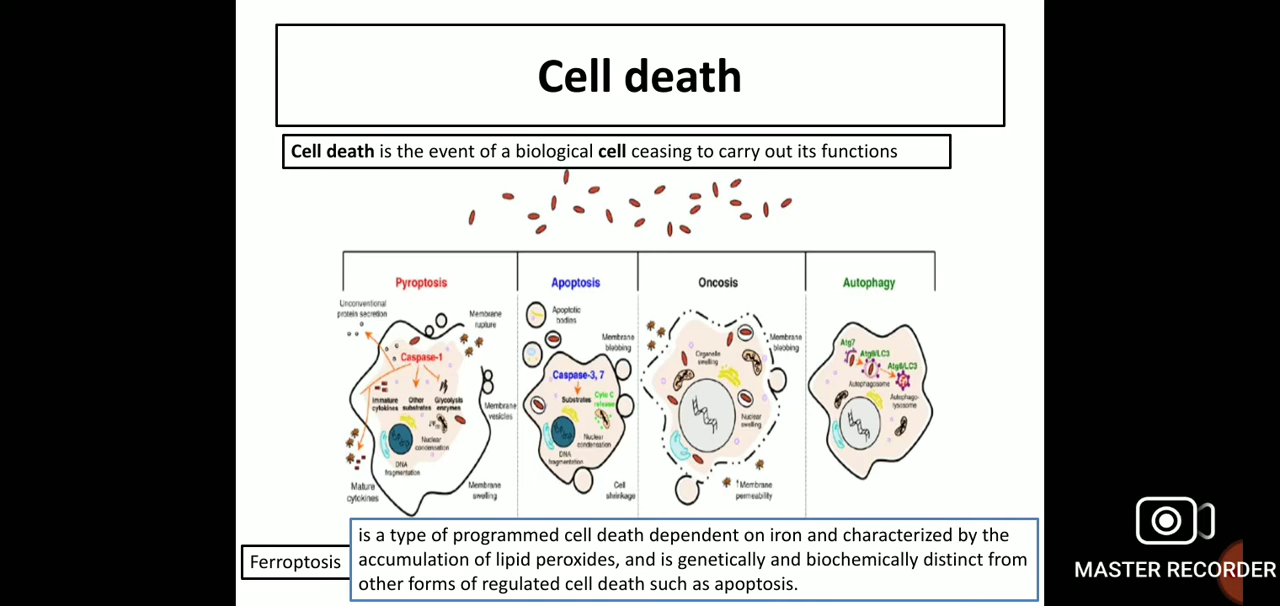 Cell death
Cell death is the event of a biological cell ceasing to carry out its functions
Pyroptosis
Apoptosis
Oncosis
Autophagy
Unconventional
protein secretion
Membrane
rupture
Caspase-1
Immature
cytokines
Other
substrates
Glycolysis
enzymes
Membrane
vesicles
Nuclear
condensation
DNA
fragmentation
Mature
cytokines
Membrane
swelling
Apoptotic
bodies
Membrane
blebbing
Caspase-3, 7
Substrates
Cyto C
release
Nuclear
condensation
DNA
fragmentation
Cell
shrinkage
Organelle
swelling
Membrane
blebbing
Nuclear
swelling
↑Membrane
permeability
Atg7
Atg8/LC3
Atg8/LC3
Autophagosome
Autophago-
lysosome
Ferroptosis
is a type of programmed cell death dependent on iron and characterized by the
accumulation of lipid peroxides, and is genetically and biochemically distinct from
other forms of regulated cell death such as apoptosis.
MASTER RECORDER